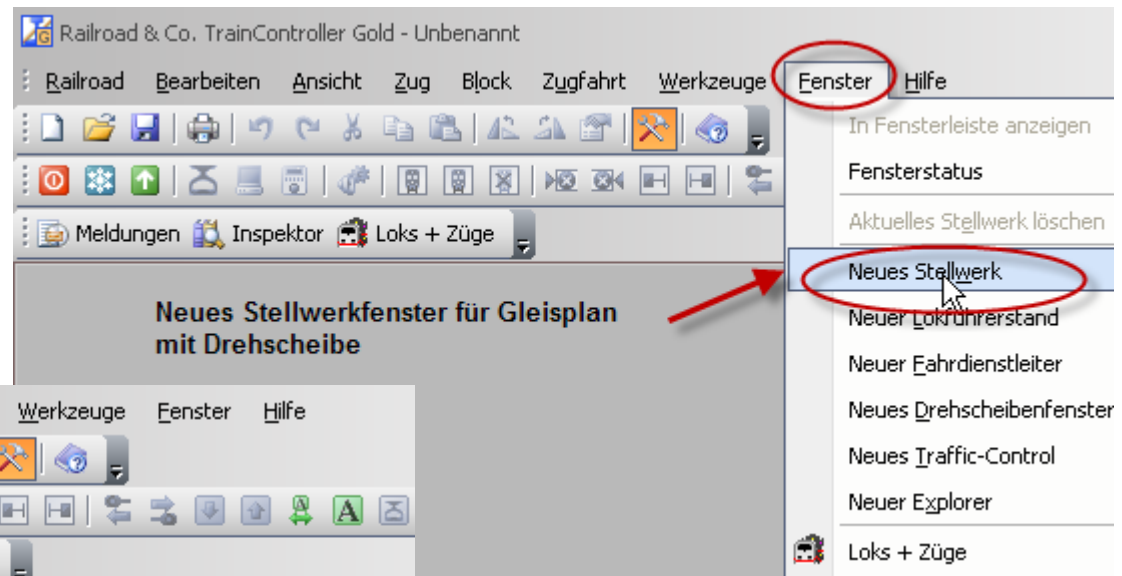 Railroad & Co. TrainController Gold - Unbenannt
Railroad Bearbeiten Ansicht Zug Block Zugfahrt Werkzeuge Fenster Hilfe
In Fensterleiste anzeigen
Fensterstatus
Aktuelles Stellwerk löschen
Meldungen Inspektor Loks + Züge
Neues Stellwerk
Neuer Lokführerstand
Neuer Fahrdienstleiter
Neues Drehscheibenfenster
Neues Traffic-Control
Neuer Explorer
Loks + Züge
Neues Stellwerkfenster für Gleisplan
mit Drehscheibe
Werkzeuge Fenster Hilfe
A A